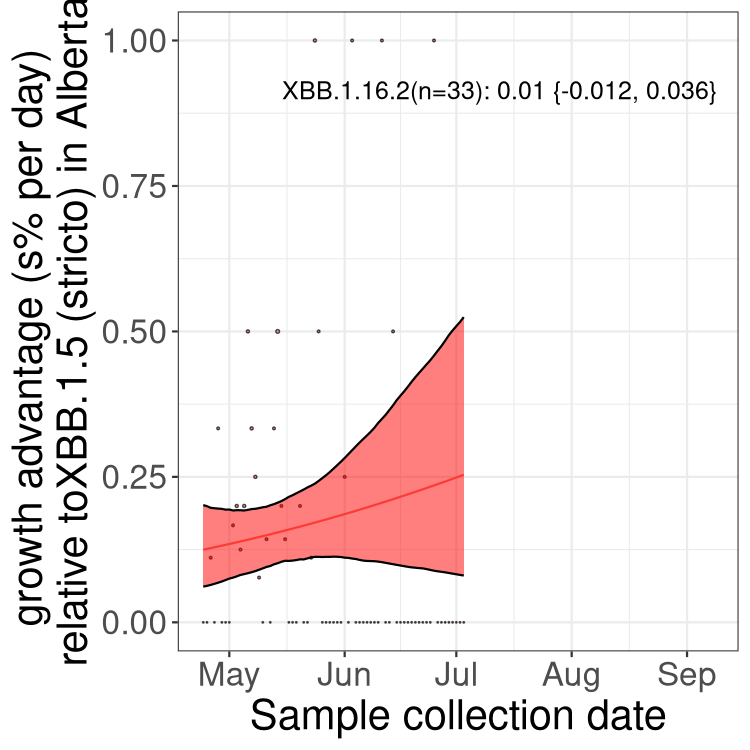 growth advantage (s% per day)
relative toXBB.1.5 (stricto) in Alberta
1.00
0.75
0.50
0.25
0.00
XBB.1.16.2(n=33): 0.01 {-0.012, 0.036}
May Jun Jul Aug Sep
Sample collection date